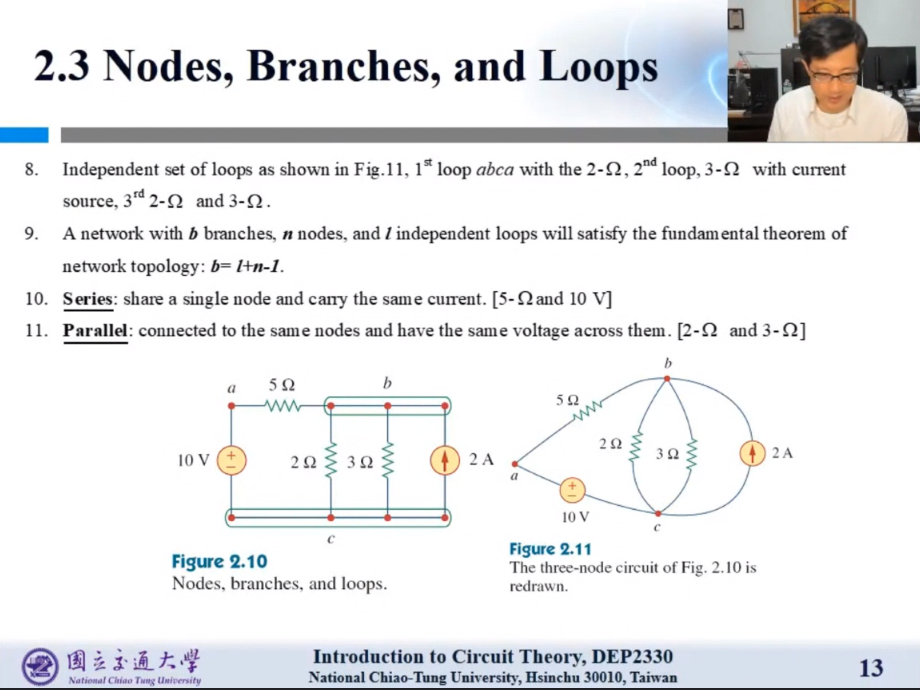 2.3 Nodes, Branches, and Loops
8. Independent set of loops as shown in Fig.11, 1st loop abca with the 2-Ω, 2nd loop, 3-Ω with current
source, 3rd 2-Ω and 3-Ω.
9. A network with b branches, n nodes, and l independent loops will satisfy the fundamental theorem of
network topology: b= l+n-1.
10. Series: share a single node and carry the same current. [5-Ω and 10 V]
11. Parallel: connected to the same nodes and have the same voltage across them. [2-Ω and 3-Ω]
a
5 Ω
b
10 V
+
−
2 Ω
3 Ω
2 A
c
Figure 2.10
Nodes, branches, and loops.
b
5 Ω
2 Ω
3 Ω
2 A
a
+
−
10 V
c
Figure 2.11
The three-node circuit of Fig. 2.10 is
redrawn.
國立交通大學
National Chiao Tung University
Introduction to Circuit Theory, DEP2330
National Chiao-Tung University, Hsinchu 30010, Taiwan
13